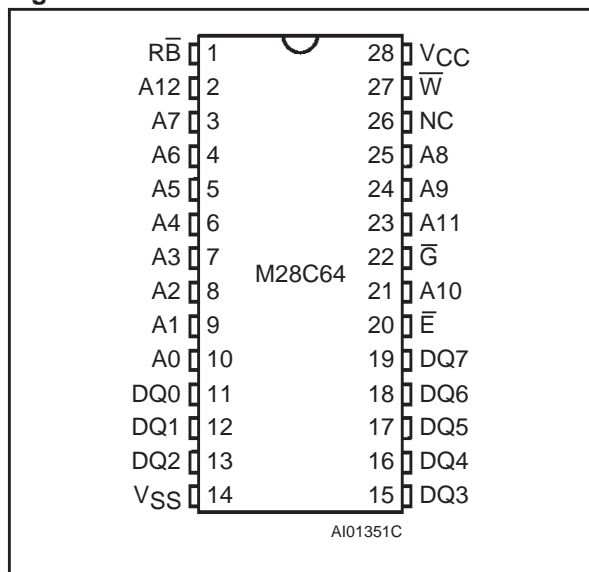 RB̅ 1 28 VCC
A12 2 27 W̅
A7 3 26 NC
A6 4 25 A8
A5 5 24 A9
A4 6 23 A11
A3 7 22 G̅
M28C64
A2 8 21 A10
A1 9 20 E̅
A0 10 19 DQ7
DQ0 11 18 DQ6
DQ1 12 17 DQ5
DQ2 13 16 DQ4
VSS 14 15 DQ3
AI01351C